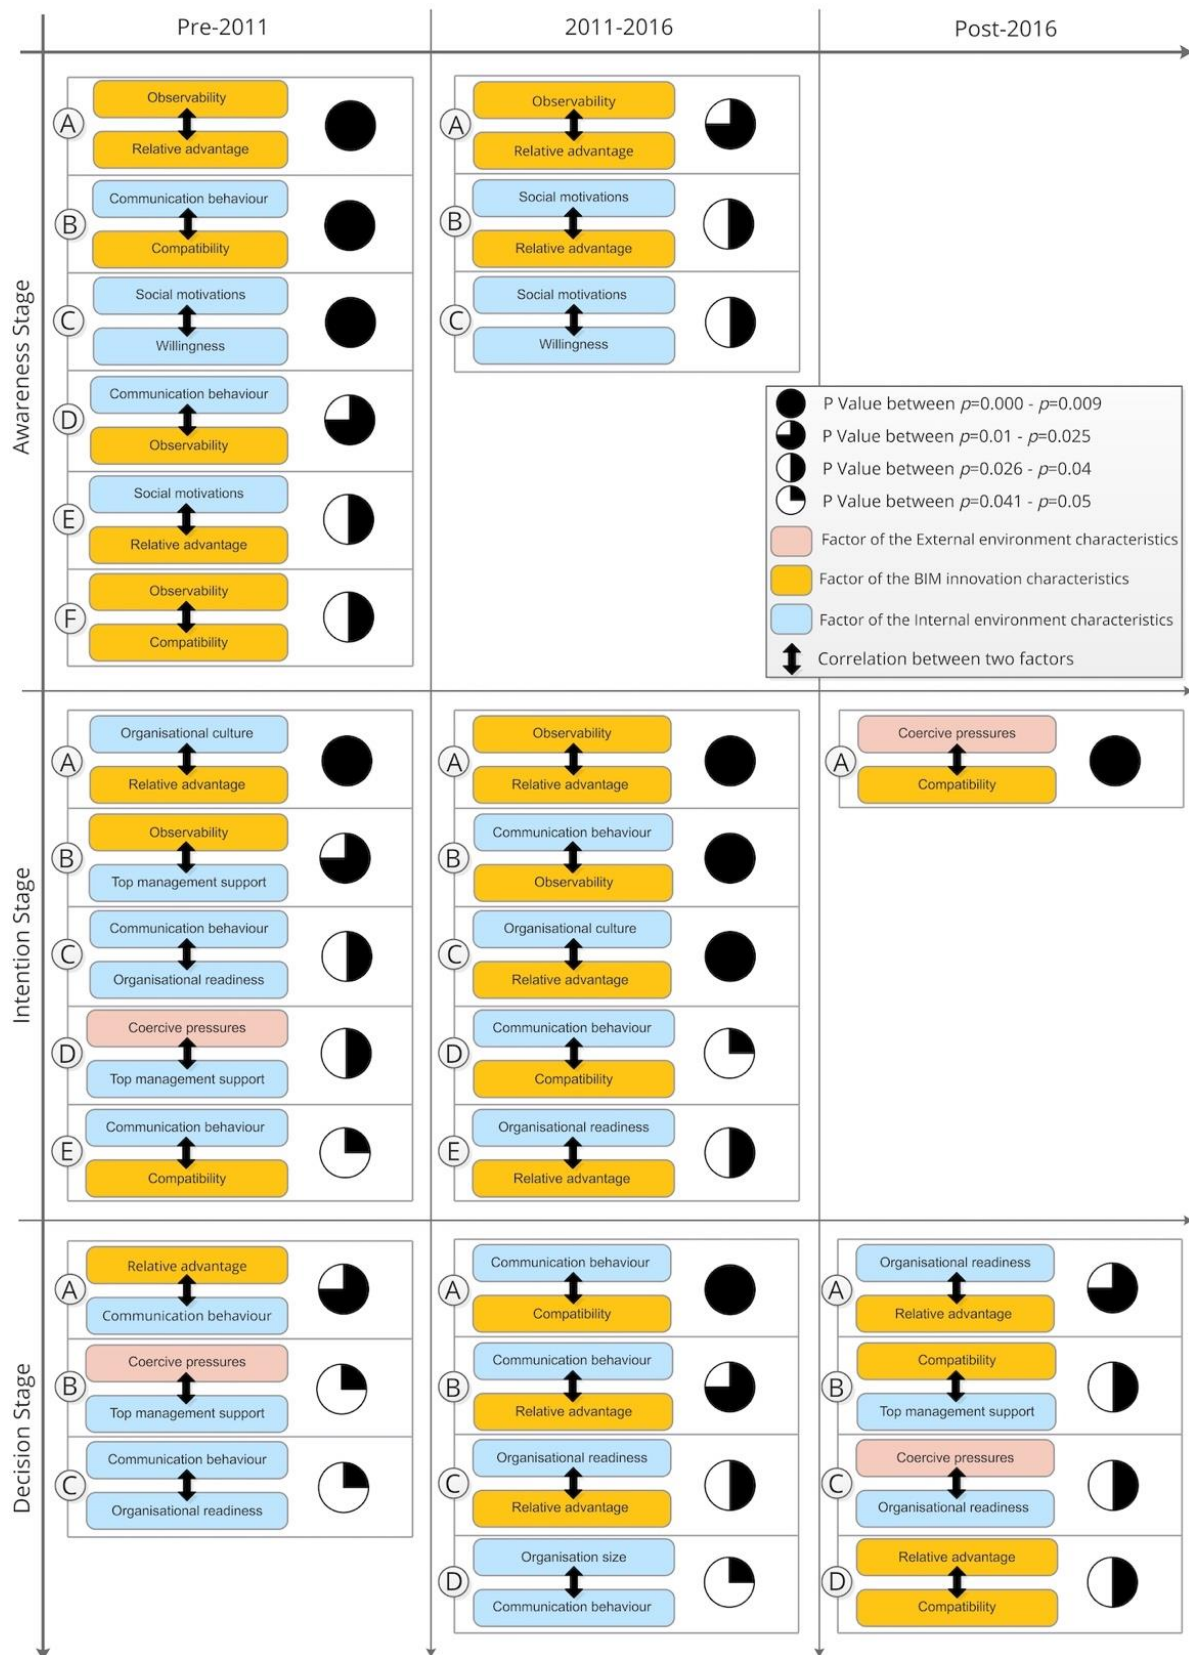 Pre-2011
2011-2016
Post-2016
Awareness Stage
A
Observability
Relative advantage
B
Communication behaviour
Compatibility
C
Social motivations
Willingness
D
Communication behaviour
Observability
E
Social motivations
Relative advantage
F
Observability
Compatibility
A
Observability
Relative advantage
B
Social motivations
Relative advantage
C
Social motivations
Willingness
P Value between p=0.000 - p=0.009
P Value between p=0.01 - p=0.025
P Value between p=0.026 - p=0.04
P Value between p=0.041 - p=0.05
Factor of the External environment characteristics
Factor of the BIM innovation characteristics
Factor of the Internal environment characteristics
Correlation between two factors
Intention Stage
A
Organisational culture
Relative advantage
B
Observability
Top management support
C
Communication behaviour
Organisational readiness
D
Coercive pressures
Top management support
E
Communication behaviour
Compatibility
A
Observability
Relative advantage
B
Communication behaviour
Observability
C
Organisational culture
Relative advantage
D
Communication behaviour
Compatibility
E
Organisational readiness
Relative advantage
A
Coercive pressures
Compatibility
Decision Stage
A
Relative advantage
Communication behaviour
B
Coercive pressures
Top management support
C
Communication behaviour
Organisational readiness
A
Communication behaviour
Compatibility
B
Communication behaviour
Relative advantage
C
Organisational readiness
Relative advantage
D
Organisation size
Communication behaviour
A
Organisational readiness
Relative advantage
B
Compatibility
Top management support
C
Coercive pressures
Organisational readiness
D
Relative advantage
Compatibility